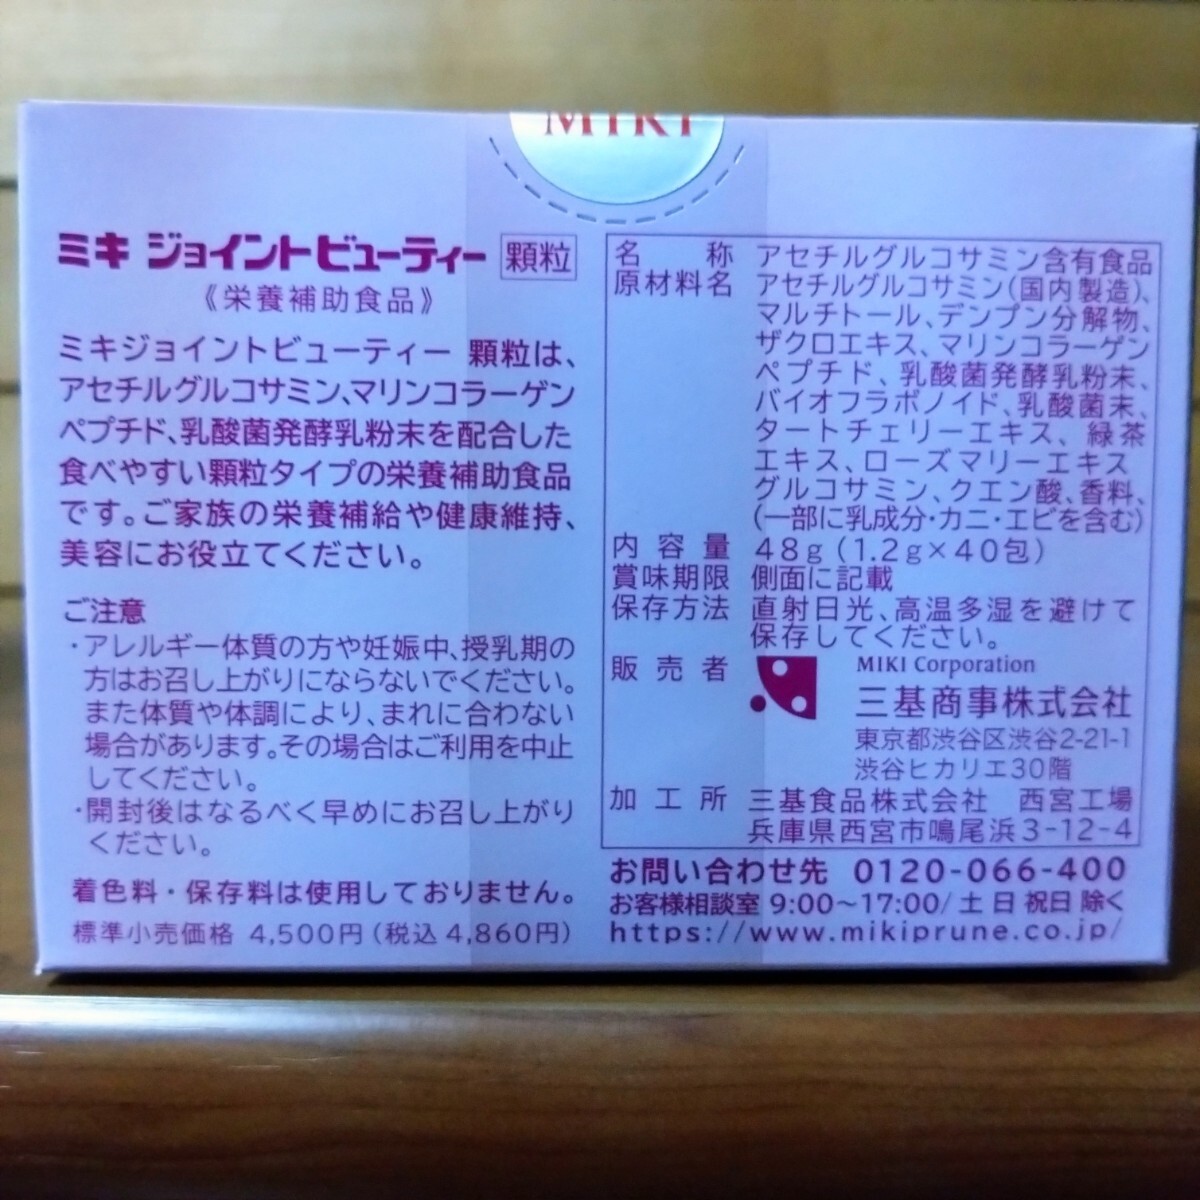 MIKI
ミキ ジョイントビューティー 顆粒
《栄養補助食品》
ミキジョイントビューティー 顆粒は、
アセチルグルコサミン、マリンコラーゲン
ペプチド、乳酸菌発酵乳粉末を配合した
食べやすい顆粒タイプの栄養補助食品
です。ご家族の栄養補給や健康維持、
美容にお役立てください。
ご注意
・アレルギー体質の方や妊娠中、授乳期の
方はお召し上がりにならないでください。
また体質や体調により、まれに合わない
場合があります。その場合はご利用を中止
してください。
・開封後はなるべく早めにお召し上がり
ください。
着色料・保存料は使用しておりません。
標準小売価格 4,500円(税込 4,860円)
名称 アセチルグルコサミン含有食品
原材料名 アセチルグルコサミン(国内製造)、
マルチトール、デンプン分解物、
ザクロエキス、マリンコラーゲン
ペプチド、乳酸菌発酵乳粉末、
バイオフラボノイド、乳酸菌末、
タートチェリーエキス、緑茶
エキス、ローズマリーエキス
グルコサミン、クエン酸、香料、
(一部に乳成分・カニ・エビを含む)
内容量 48g(1.2g×40包)
賞味期限 側面に記載
保存方法 直射日光、高温多湿を避けて
保存してください。
販売者 MIKI Corporation
三基商事株式会社
東京都渋谷区渋谷2-21-1
渋谷ヒカリエ30階
加工所 三基食品株式会社 西宮工場
兵庫県西宮市鳴尾浜3-12-4
お問い合わせ先 0120-066-400
お客様相談室 9:00~17:00/土 日 祝日 除く
https://www.mikiprune.co.jp/